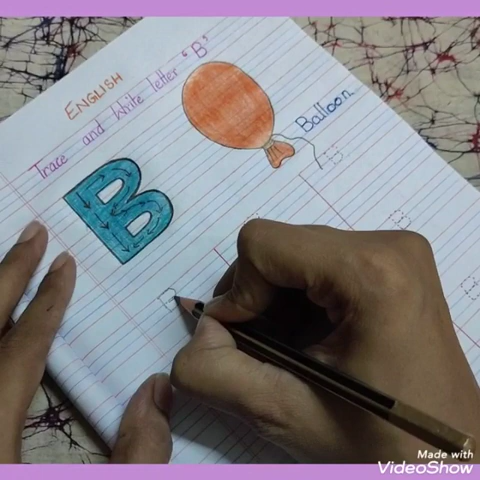 ENGLISH
Trace and Write letter "B"
Balloon
B
B
B
B
B
Made with
VideoShow